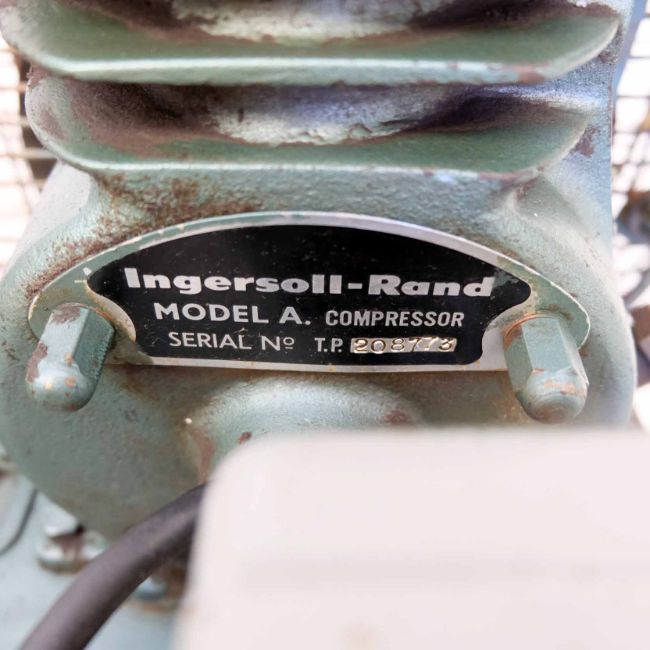 Ingersoll-Rand
MODEL A. COMPRESSOR
SERIAL Nº T.P. 208773